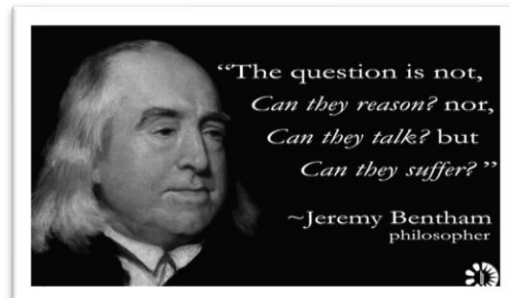 “The question is not,
Can they reason? nor,
Can they talk? but
Can they suffer? ”
~Jeremy Bentham
philosopher